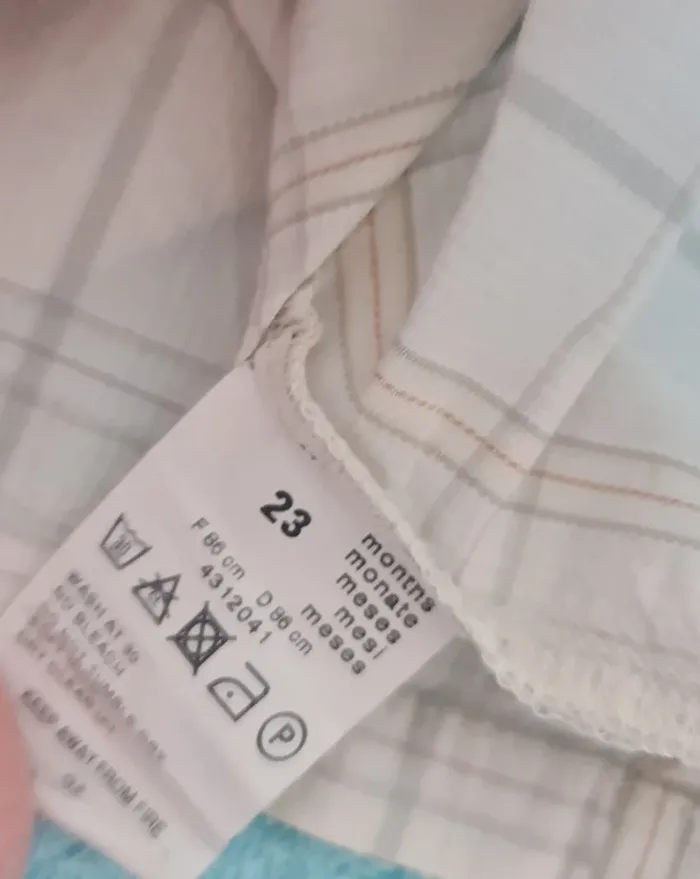 23
months
monate
meses
mesi
meses
F 86 cm D 86 cm
4312041
30
P
WASH AT 30
NO BLEACH
KEEP AWAY FROM FIRE